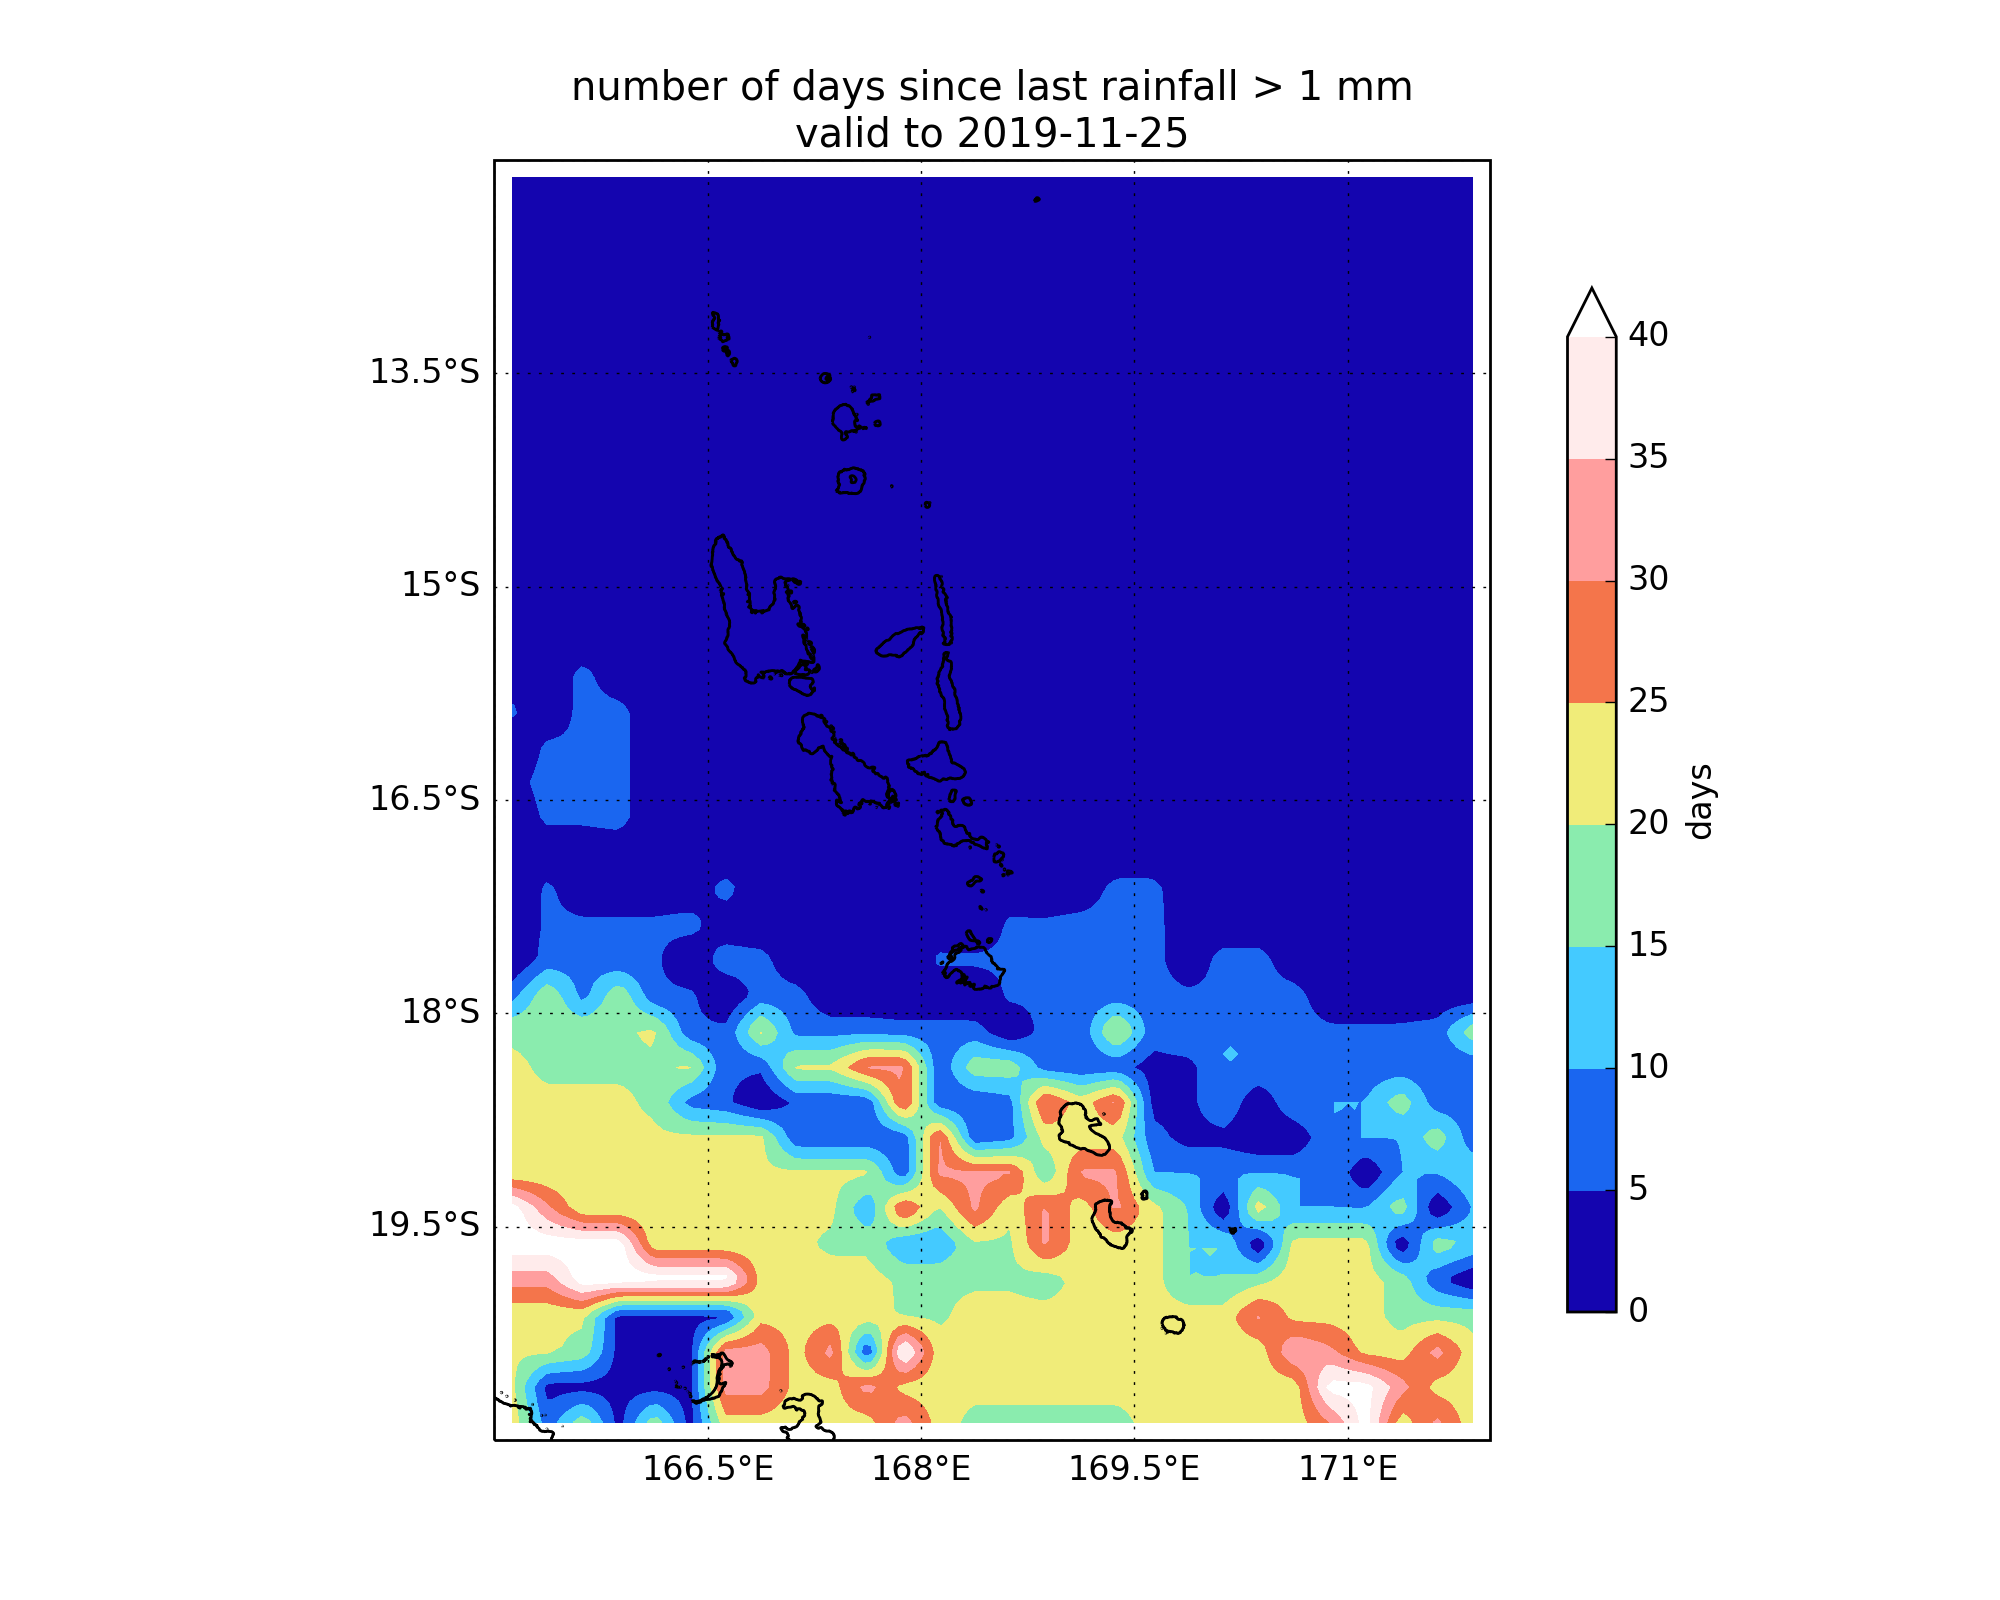 number of days since last rainfall > 1 mm
valid to 2019-11-25
13.5°S
15°S
16.5°S
18°S
19.5°S
166.5°E
168°E
169.5°E
171°E
40
35
30
25
20
15
10
5
0
days